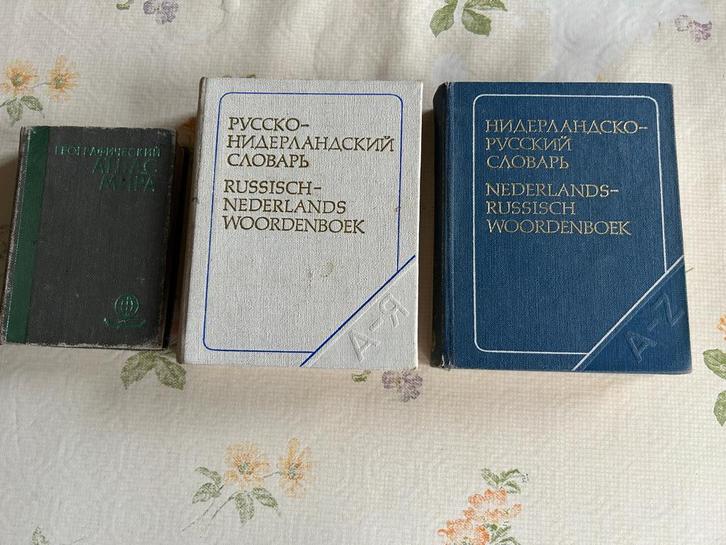 ГЕОГРАФИЧЕСКИЙ
АТЛАС
МИРА
РУССКО-
НИДЕРЛАНДСКИЙ
СЛОВАРЬ
RUSSISCH-
NEDERLANDS
WOORDENBOEK
А-Я
НИДЕРЛАНДСКО-
РУССКИЙ
СЛОВАРЬ
NEDERLANDS-
RUSSISCH
WOORDENBOEK
A-Z